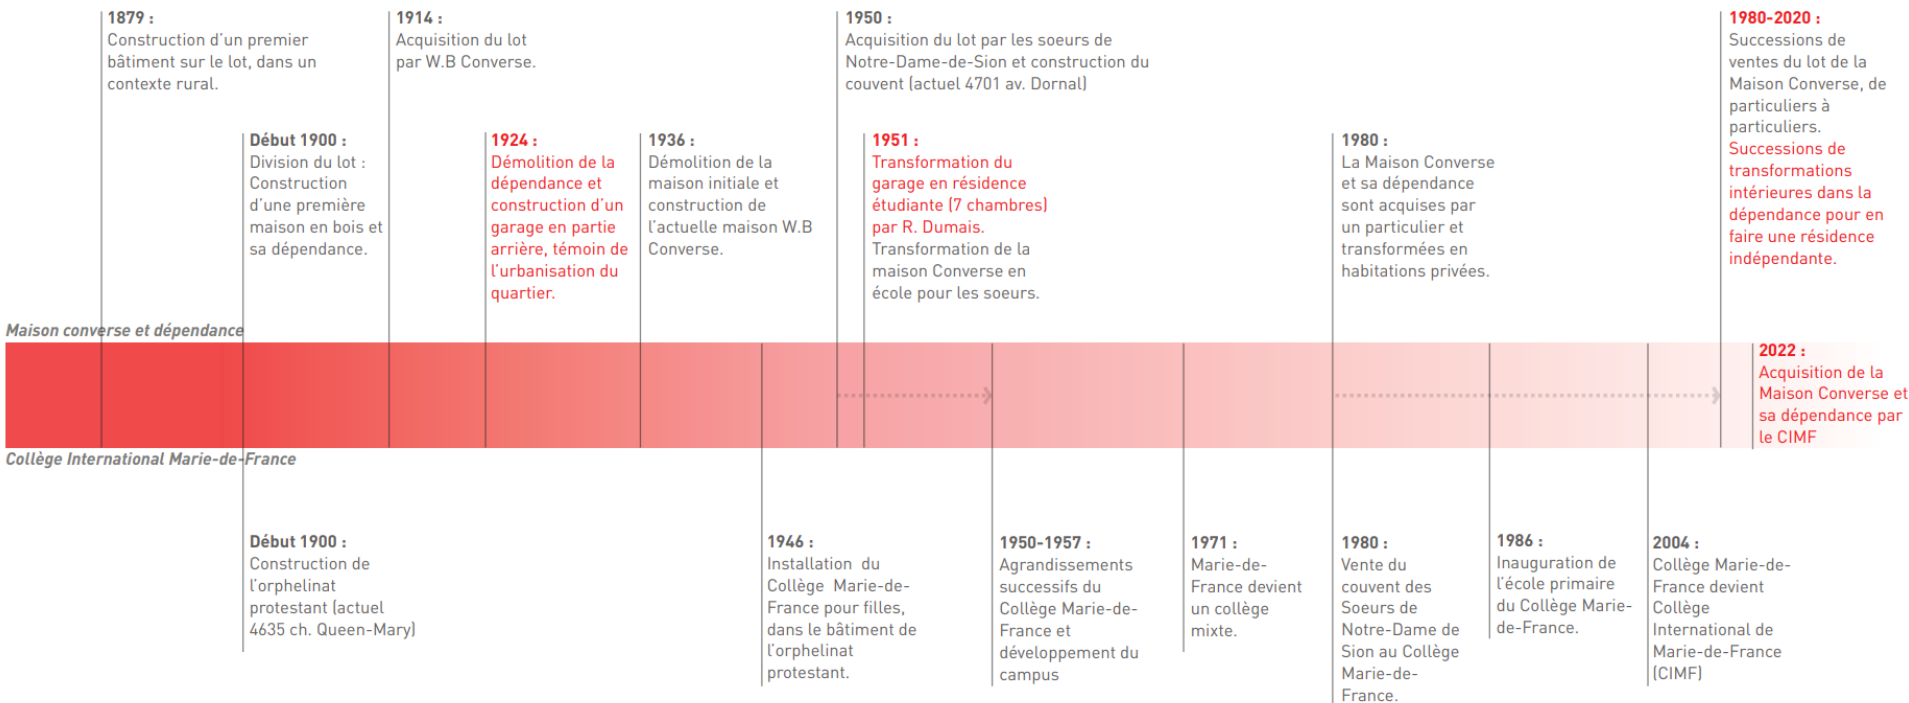 1879 :
Construction d'un premier
bâtiment sur le lot, dans un
contexte rural.
1914 :
Acquisition du lot
par W.B Converse.
1950 :
Acquisition du lot par les soeurs de
Notre-Dame-de-Sion et construction du
couvent (actuel 4701 av. Dornal)
1980-2020 :
Successions de
ventes du lot de la
Maison Converse, de
particuliers à
particuliers.
Successions de
transformations
intérieures dans la
dépendance pour en
faire une résidence
indépendante.
Début 1900 :
Division du lot :
Construction
d'une première
maison en bois et
sa dépendance.
1924 :
Démolition de la
dépendance et
construction d'un
garage en partie
arrière, témoin de
l'urbanisation du
quartier.
1936 :
Démolition de la
maison initiale et
construction de
l'actuelle maison W.B
Converse.
1951 :
Transformation du
garage en résidence
étudiante (7 chambres)
par R. Dumais.
Transformation de la
maison Converse en
école pour les soeurs.
1980 :
La Maison Converse
et sa dépendance
sont acquises par
un particulier et
transformées en
habitations privées.
Maison converse et dépendance
2022 :
Acquisition de la
Maison Converse et
sa dépendance par
le CIMF
Collège International Marie-de-France
Début 1900 :
Construction de
l'orphelinat
protestant (actuel
4635 ch. Queen-Mary)
1946 :
Installation du
Collège Marie-de-
France pour filles,
dans le bâtiment de
l'orphelinat
protestant.
1950-1957 :
Agrandissements
successifs du
Collège Marie-de-
France et
développement du
campus
1971 :
Marie-de-
France devient
un collège
mixte.
1980 :
Vente du
couvent des
Soeurs de
Notre-Dame de
Sion au Collège
Marie-de-
France.
1986 :
Inauguration de
l'école primaire
du Collège Marie-
de-France.
2004 :
Collège Marie-de-
France devient
Collège
International de
Marie-de-France
(CIMF)